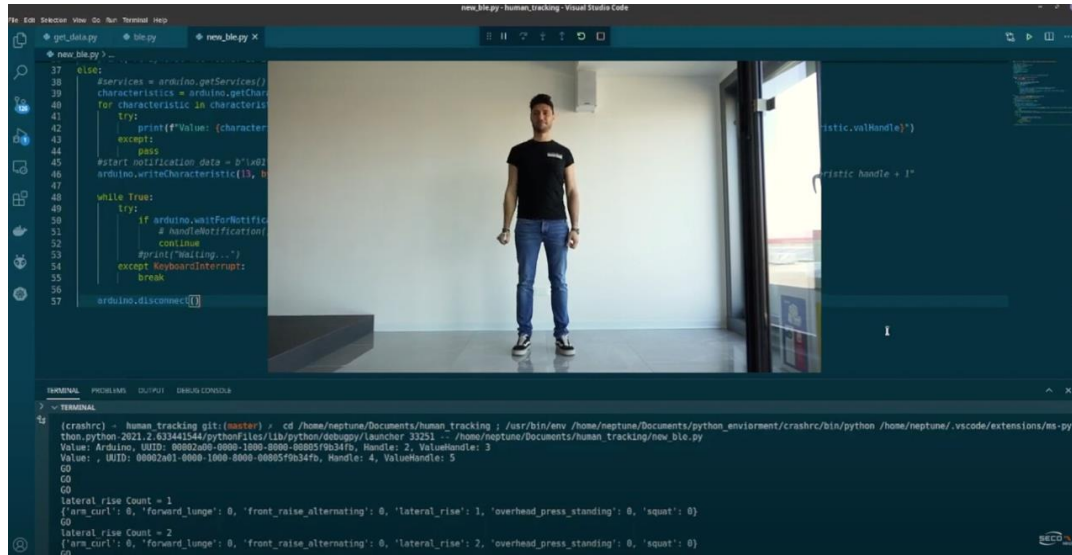 new_ble.py - human_tracking - Visual Studio Code
File Edit Selection View Go Run Terminal Help
get_data.py ble.py new_ble.py ×
new_ble.py > ...
37 else:
38 #services = arduino.getServices()
39 characteristics = arduino.getChara
40 for characteristic in characterist
41 try:
42 print(f"Value: {character ristic.valHandle}")
43 except:
44 pass
45 #start notification data = b"\x01
46 arduino.writeCharacteristic(13, b ristic handle + 1"
47
48 while True:
49 try:
50 if arduino.waitForNotifica
51 # handleNotification(
52 continue
53 #print("Waiting...")
54 except KeyboardInterrupt:
55 break
56
57 arduino.disconnect()
TERMINAL PROBLEMS OUTPUT DEBUG CONSOLE
TERMINAL
(crashrc) → human_tracking git:(master) cd /home/neptune/Documents/human_tracking ; /usr/bin/env /home/neptune/Documents/python_enviorment/crashrc/bin/python /home/neptune/.vscode/extensions/ms-py
thon.python-2021.2.633441544/pythonFiles/lib/python/debugpy/launcher 33251 -- /home/neptune/Documents/human_tracking/new_ble.py
Value: Arduino, UUID: 00002a00-0000-1000-8000-00805f9b34fb, Handle: 2, ValueHandle: 3
Value: , UUID: 00002a01-0000-1000-8000-00805f9b34fb, Handle: 4, ValueHandle: 5
GO
GO
GO
lateral_rise Count = 1
{'arm_curl': 0, 'forward_lunge': 0, 'front_raise_alternating': 0, 'lateral_rise': 1, 'overhead_press_standing': 0, 'squat': 0}
GO
lateral_rise Count = 2
{'arm_curl': 0, 'forward_lunge': 0, 'front_raise_alternating': 0, 'lateral_rise': 2, 'overhead_press_standing': 0, 'squat': 0}
GO
SECO